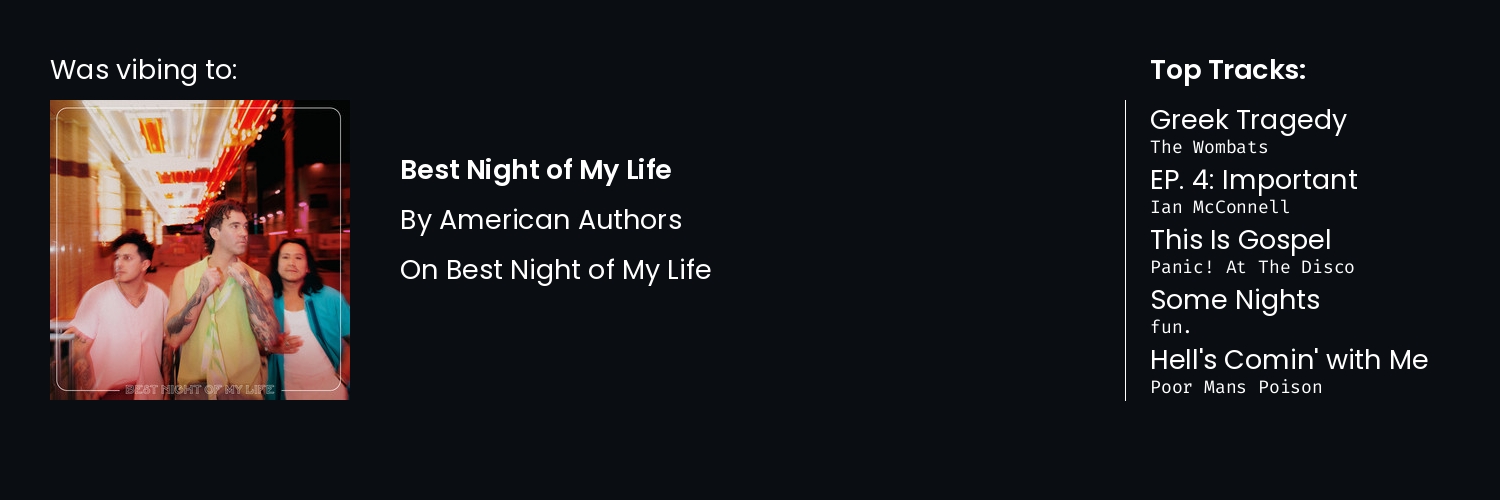 Was vibing to:
BEST NIGHT OF MY LIFE
Best Night of My Life
By American Authors
On Best Night of My Life
Top Tracks:
Greek Tragedy
The Wombats
EP. 4: Important
Ian McConnell
This Is Gospel
Panic! At The Disco
Some Nights
fun.
Hell's Comin' with Me
Poor Mans Poison